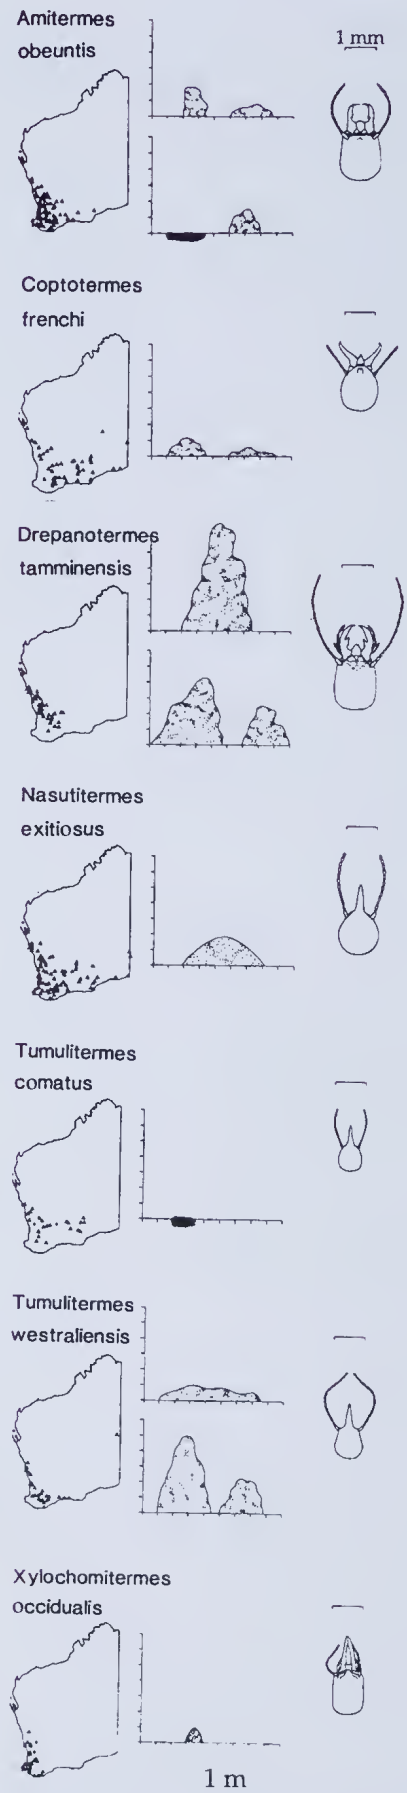 Amitermes
obeuntis
1 mm
Coptotermes
frenchi
Drepanotermes
tamminensis
Nasutitermes
exitiosus
Tumulitermes
comatus
Tumulitermes
westraliensis
Xylochomitermes
occidualis
1 m